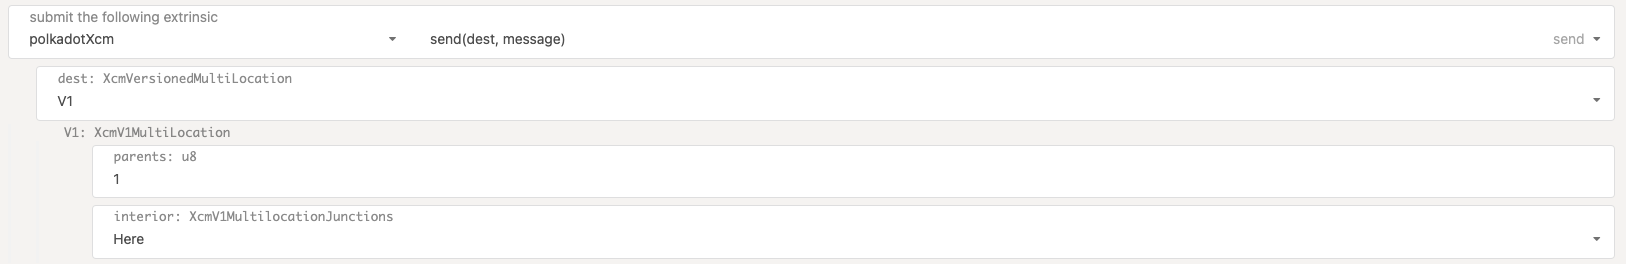 submit the following extrinsic
polkadotXcm send(dest, message) send
dest: XcmVersionedMultiLocation
V1
V1: XcmV1MultiLocation
parents: u8
1
interior: XcmV1MultilocationJunctions
Here